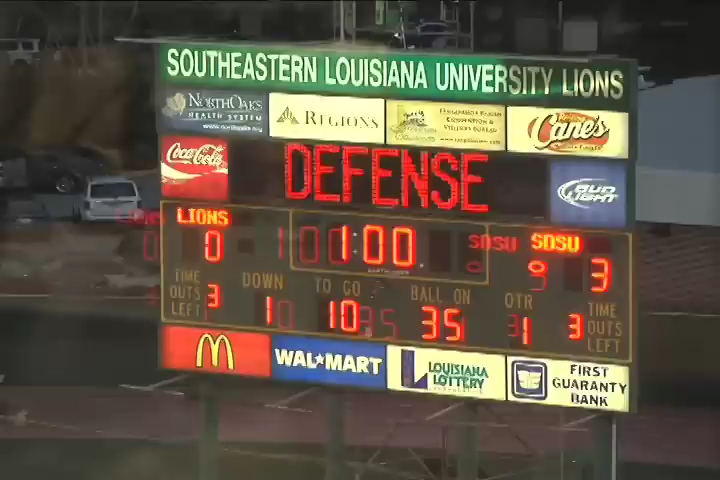 SOUTHEASTERN LOUISIANA UNIVERSITY LIONS
NORTHOAKS
HEALTH SYSTEM
REGIONS
Cane's
Coca-Cola
DEFENSE
BUD LIGHT
LIONS
SDSU SDSU
0
1:00
3
TIME OUTS LEFT 3
DOWN 1
TO GO 10
BALL ON 35
QTR 1
3 TIME OUTS LEFT
WAL★MART
LOUISIANA LOTTERY
FIRST GUARANTY BANK